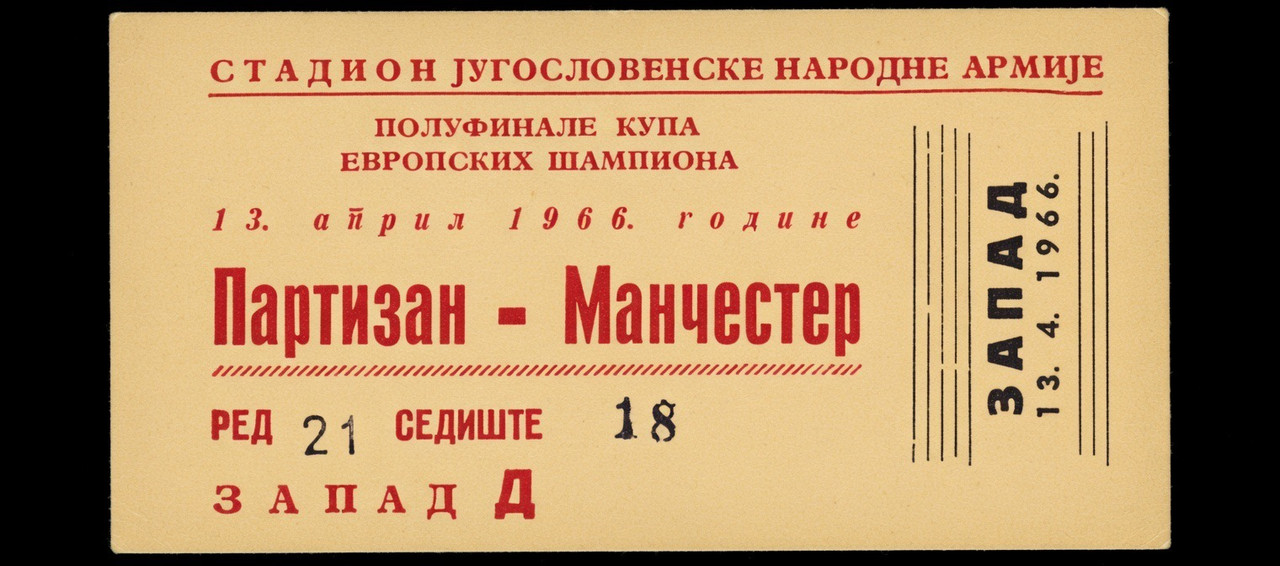 СТАДИОН ЈУГОСЛОВЕНСКЕ НАРОДНЕ АРМИЈЕ
ПОЛУФИНАЛЕ КУПА
ЕВРОПСКИХ ШАМПИОНА
13. април 1966. године
Партизан - Манчестер
РЕД 21 СЕДИШТЕ 18
ЗАПАД Д
ЗАПАД
13. 4. 1966.